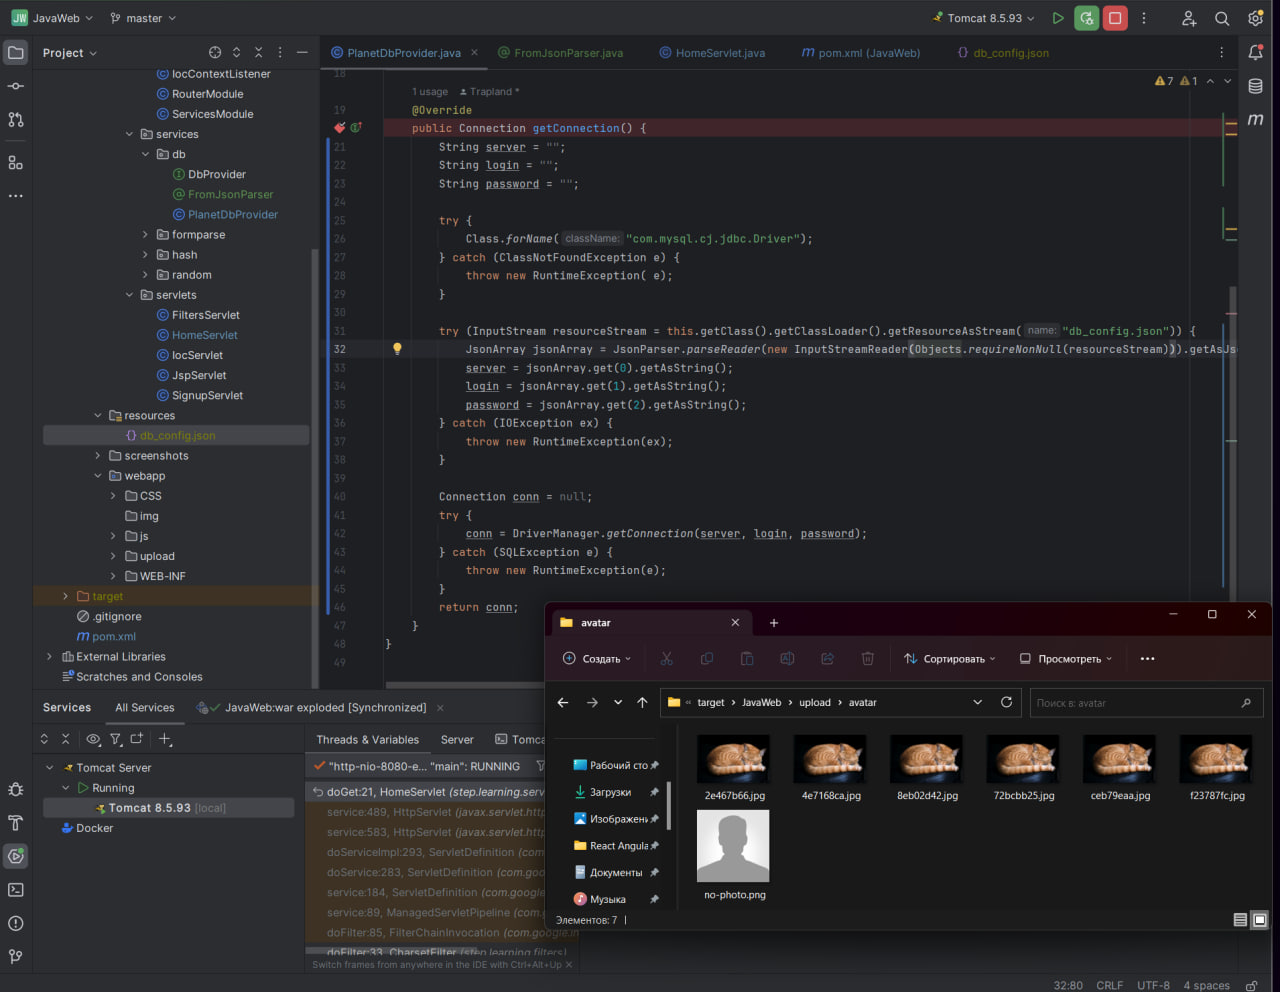 JW JavaWeb master Tomcat 8.5.93
Project
PlanetDbProvider.java FromJsonParser.java HomeServlet.java m pom.xml (JavaWeb) {} db_config.json
IocContextListener
RouterModule
ServicesModule
services
db
DbProvider
FromJsonParser
PlanetDbProvider
formparse
hash
random
servlets
FiltersServlet
HomeServlet
IocServlet
JspServlet
SignupServlet
resources
{} db_config.json
screenshots
webapp
CSS
img
js
upload
WEB-INF
target
.gitignore
m pom.xml
External Libraries
Scratches and Consoles
7 1
18
1 usage Trapland *
19 @Override
public Connection getConnection() {
21 String server = "";
22 String login = "";
23 String password = "";
24
25 try {
26 Class.forName( className: "com.mysql.cj.jdbc.Driver");
27 } catch (ClassNotFoundException e) {
28 throw new RuntimeException( e);
29 }
30
31 try (InputStream resourceStream = this.getClass().getClassLoader().getResourceAsStream( name: "db_config.json")) {
32 JsonArray jsonArray = JsonParser.parseReader(new InputStreamReader(Objects.requireNonNull(resourceStream))).getAsJs
33 server = jsonArray.get(0).getAsString();
34 login = jsonArray.get(1).getAsString();
35 password = jsonArray.get(2).getAsString();
36 } catch (IOException ex) {
37 throw new RuntimeException(ex);
38 }
39
40 Connection conn = null;
41 try {
42 conn = DriverManager.getConnection(server, login, password);
43 } catch (SQLException e) {
44 throw new RuntimeException(e);
45 }
46 return conn;
47 }
48 }
49
Services All Services JavaWeb:war exploded [Synchronized]
Tomcat Server
Running
Tomcat 8.5.93 [local]
Docker
Threads & Variables Server Tomca
"http-nio-8080-e... "main": RUNNING
doGet:21, HomeServlet (step.learning.serv
service:489, HttpServlet (javax.servlet.http
service:583, HttpServlet (javax.servlet.http
doServiceImpl:293, ServletDefinition (com
doService:283, ServletDefinition (com.goog
service:184, ServletDefinition (com.google
service:89, ManagedServletPipeline (com.g
doFilter:85, FilterChainInvocation (com.google.in
doFilter:33, CharsetFilter (step.learning.filters)
Switch frames from anywhere in the IDE with Ctrl+Alt+Up
avatar
Создать Сортировать Просмотреть
« target › JavaWeb › upload › avatar
Поиск в: avatar
Рабочий сто
Загрузки
Изображени
React Angula
Документы
Музыка
2e467b66.jpg 4e7168ca.jpg 8eb02d42.jpg 72bcbb25.jpg ceb79eaa.jpg f23787fc.jpg
no-photo.png
Элементов: 7
32:80 CRLF UTF-8 4 spaces